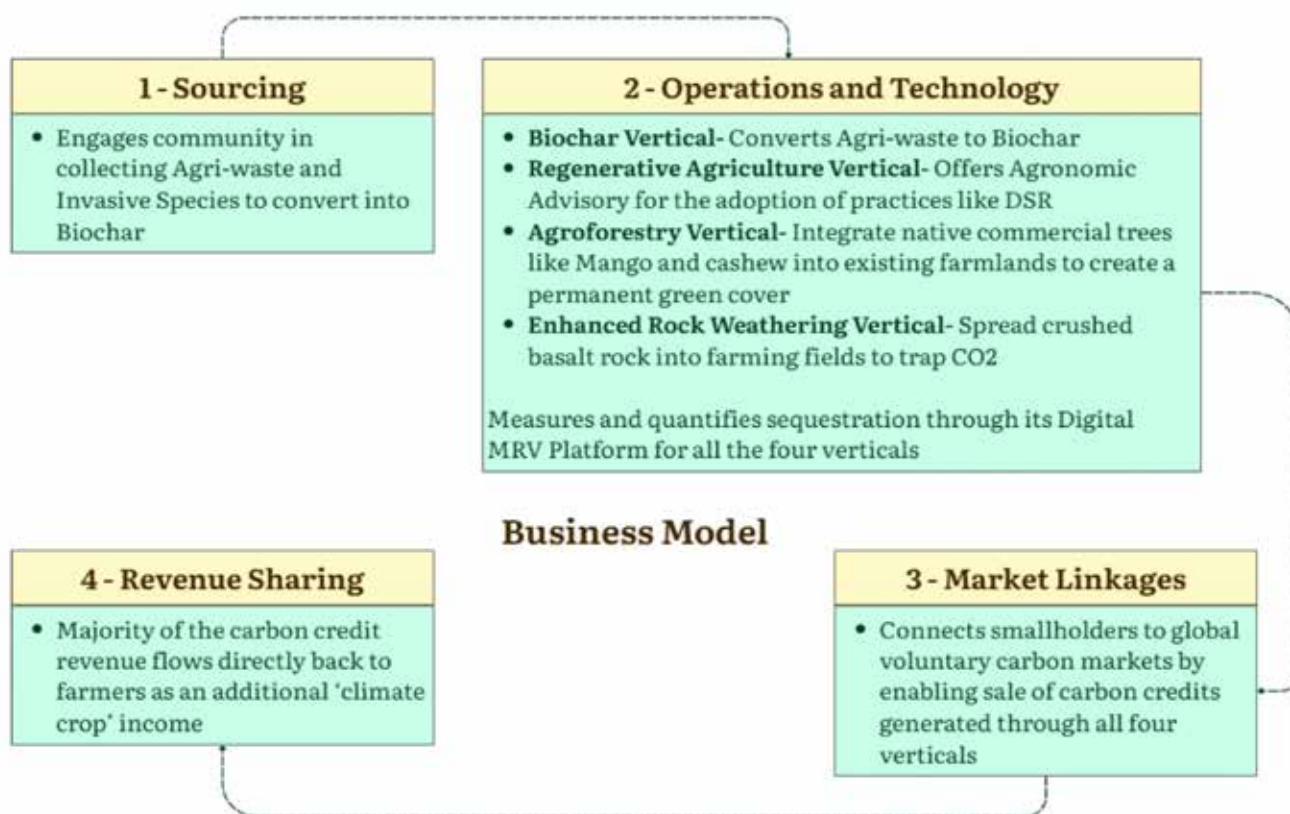 1 - Sourcing
• Engages community in
collecting Agri-waste and
Invasive Species to convert into
Biochar
2 - Operations and Technology
• Biochar Vertical- Converts Agri-waste to Biochar
• Regenerative Agriculture Vertical- Offers Agronomic
Advisory for the adoption of practices like DSR
• Agroforestry Vertical- Integrate native commercial trees
like Mango and cashew into existing farmlands to create a
permanent green cover
• Enhanced Rock Weathering Vertical- Spread crushed
basalt rock into farming fields to trap CO2
Measures and quantifies sequestration through its Digital
MRV Platform for all the four verticals
Business Model
4 - Revenue Sharing
• Majority of the carbon credit
revenue flows directly back to
farmers as an additional 'climate
crop' income
3 - Market Linkages
• Connects smallholders to global
voluntary carbon markets by
enabling sale of carbon credits
generated through all four
verticals